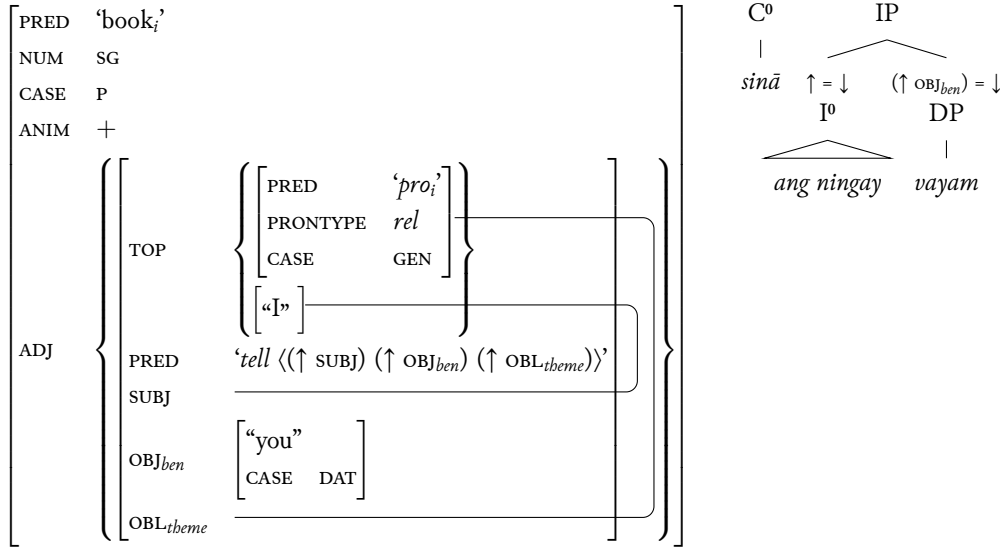 PRED ‘book_i’
NUM SG
CASE P
ANIM +
ADJ
TOP
PRED ‘pro_i’
PRONTYPE rel
CASE GEN
“I”
PRED ‘tell ⟨(↑ SUBJ) (↑ OBJ_ben) (↑ OBL_theme)⟩’
SUBJ
OBJ_ben
“you”
CASE DAT
OBL_theme
C⁰ IP
sinā ↑ = ↓ (↑ OBJ_ben) = ↓
I⁰ DP
ang ningay vayam